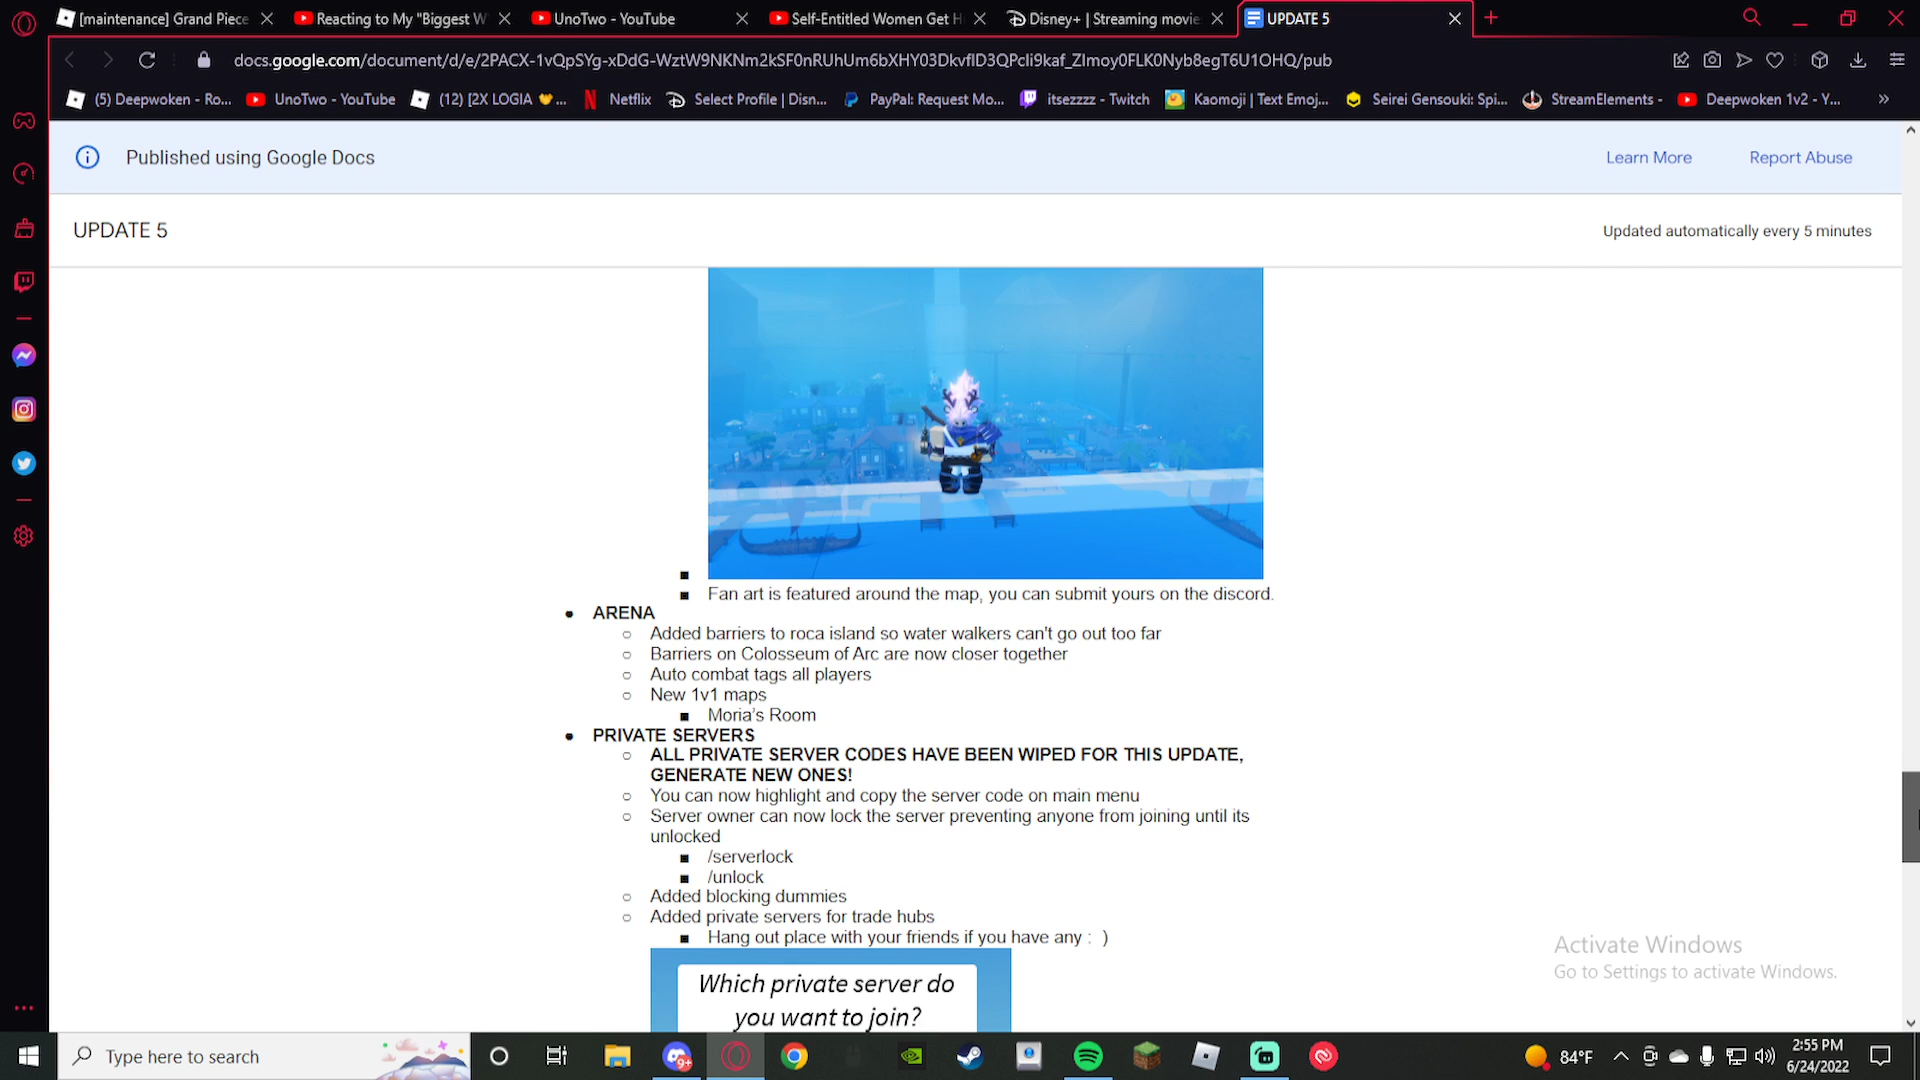 [maintenance] Grand Piece
Reacting to My "Biggest W
UnoTwo - YouTube
Self-Entitled Women Get H
Disney+ | Streaming movie
UPDATE 5
docs.google.com/document/d/e/2PACX-1vQpSYg-xDdG-WztW9NKNm2kSF0nRUhUm6bXHY03DkvfID3QPcli9kaf_ZImoy0FLK0Nyb8egT6U1OHQ/pub
(5) Deepwoken - Ro...
UnoTwo - YouTube
(12) [2X LOGIA 🧡...
Netflix
Select Profile | Disn...
PayPal: Request Mo...
itsezzzz - Twitch
Kaomoji | Text Emoj...
Seirei Gensouki: Spi...
StreamElements -
Deepwoken 1v2 - Y...
Published using Google Docs
Learn More
Report Abuse
UPDATE 5
Updated automatically every 5 minutes
Fan art is featured around the map, you can submit yours on the discord.
ARENA
Added barriers to roca island so water walkers can't go out too far
Barriers on Colosseum of Arc are now closer together
Auto combat tags all players
New 1v1 maps
Moria's Room
PRIVATE SERVERS
ALL PRIVATE SERVER CODES HAVE BEEN WIPED FOR THIS UPDATE,
GENERATE NEW ONES!
You can now highlight and copy the server code on main menu
Server owner can now lock the server preventing anyone from joining until its
unlocked
/serverlock
/unlock
Added blocking dummies
Added private servers for trade hubs
Hang out place with your friends if you have any : )
Which private server do
you want to join?
Activate Windows
Go to Settings to activate Windows.
Type here to search
9+
84°F
2:55 PM
6/24/2022